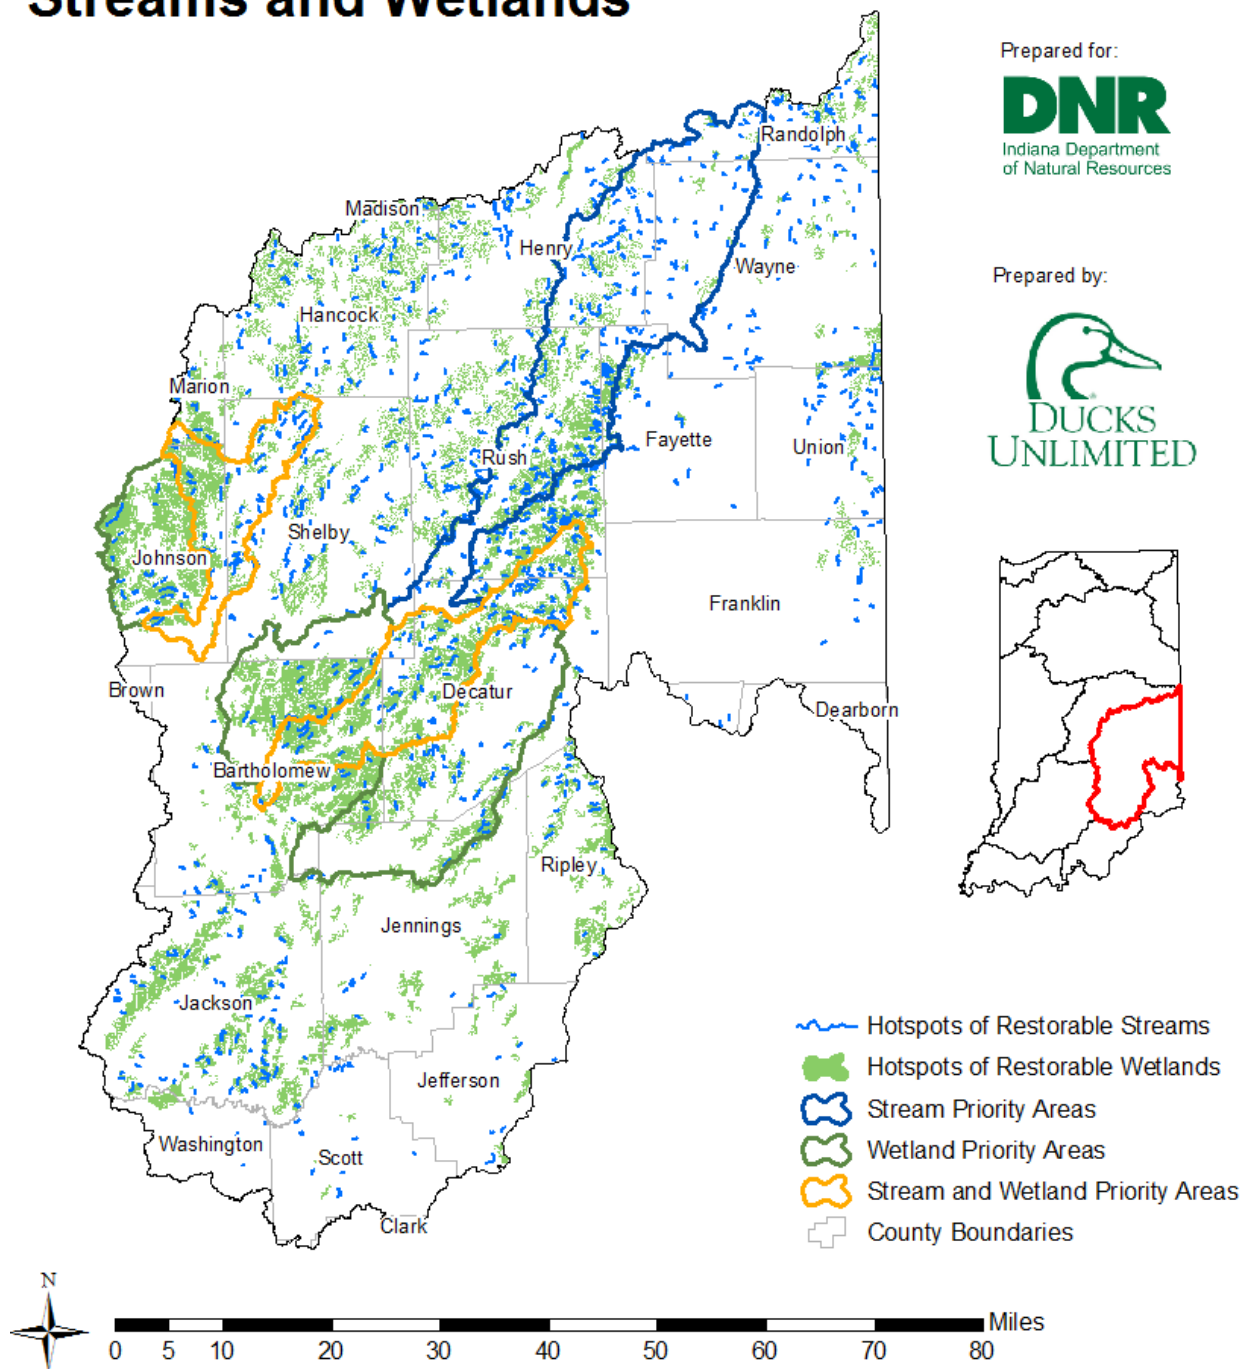 Streams and Wetlands
Prepared for:
DNR
Indiana Department
of Natural Resources
Randolph
Madison
Henry
Wayne
Prepared by:
Hancock
Marion
DUCKS
UNLIMITED
Fayette
Union
Rush
Shelby
Johnson
Franklin
Brown
Decatur
Dearborn
Bartholomew
Ripley
Jennings
Jackson
Jefferson
Washington
Scott
Clark
Hotspots of Restorable Streams
Hotspots of Restorable Wetlands
Stream Priority Areas
Wetland Priority Areas
Stream and Wetland Priority Areas
County Boundaries
N
Miles
0 5 10 20 30 40 50 60 70 80